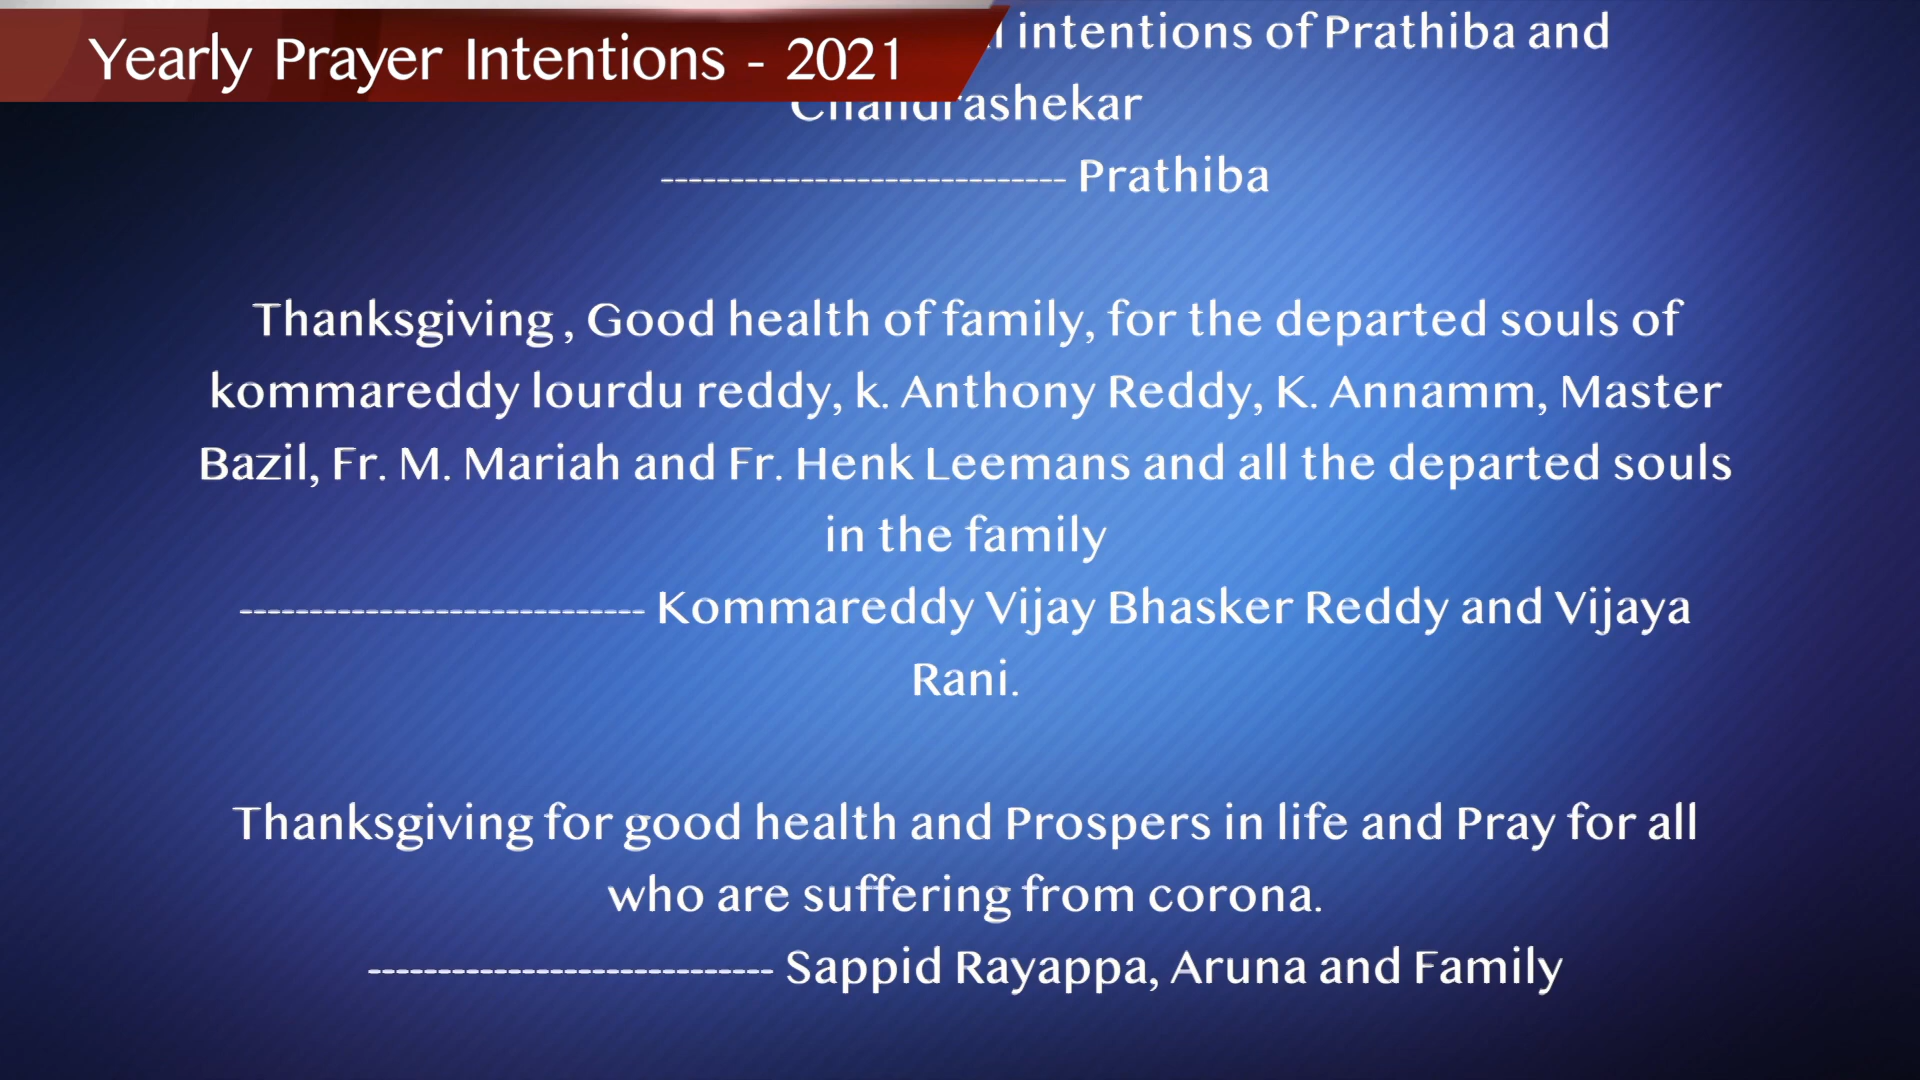 Yearly Prayer Intentions - 2021
intentions of Prathiba and
Chandrashekar
----------------------------- Prathiba
Thanksgiving , Good health of family, for the departed souls of
kommareddy lourdu reddy, k. Anthony Reddy, K. Annamm, Master
Bazil, Fr. M. Mariah and Fr. Henk Leemans and all the departed souls
in the family
----------------------------- Kommareddy Vijay Bhasker Reddy and Vijaya
Rani.
Thanksgiving for good health and Prospers in life and Pray for all
who are suffering from corona.
----------------------------- Sappid Rayappa, Aruna and Family